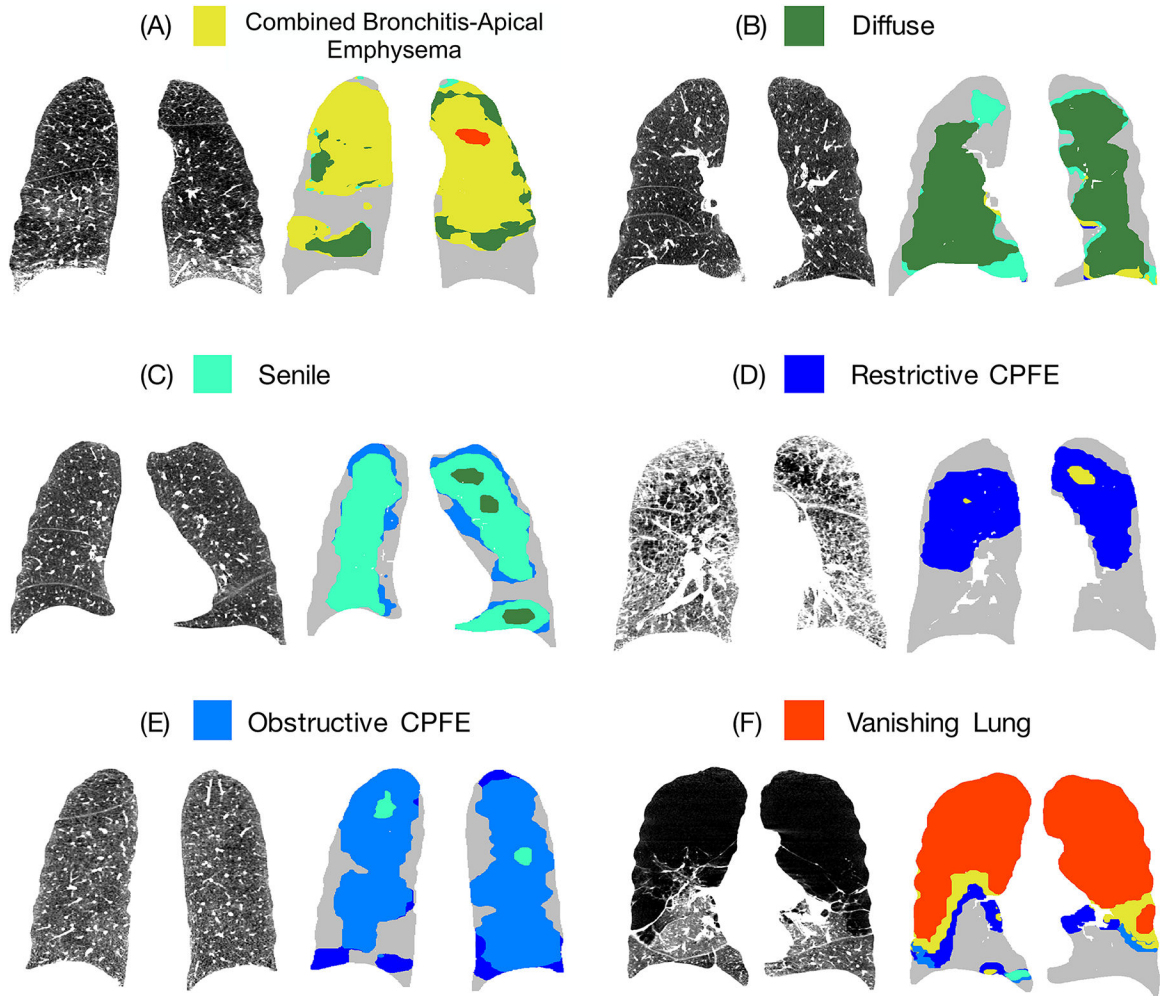 (A) Combined Bronchitis-Apical
Emphysema
(B) Diffuse
(C) Senile
(D) Restrictive CPFE
(E) Obstructive CPFE
(F) Vanishing Lung